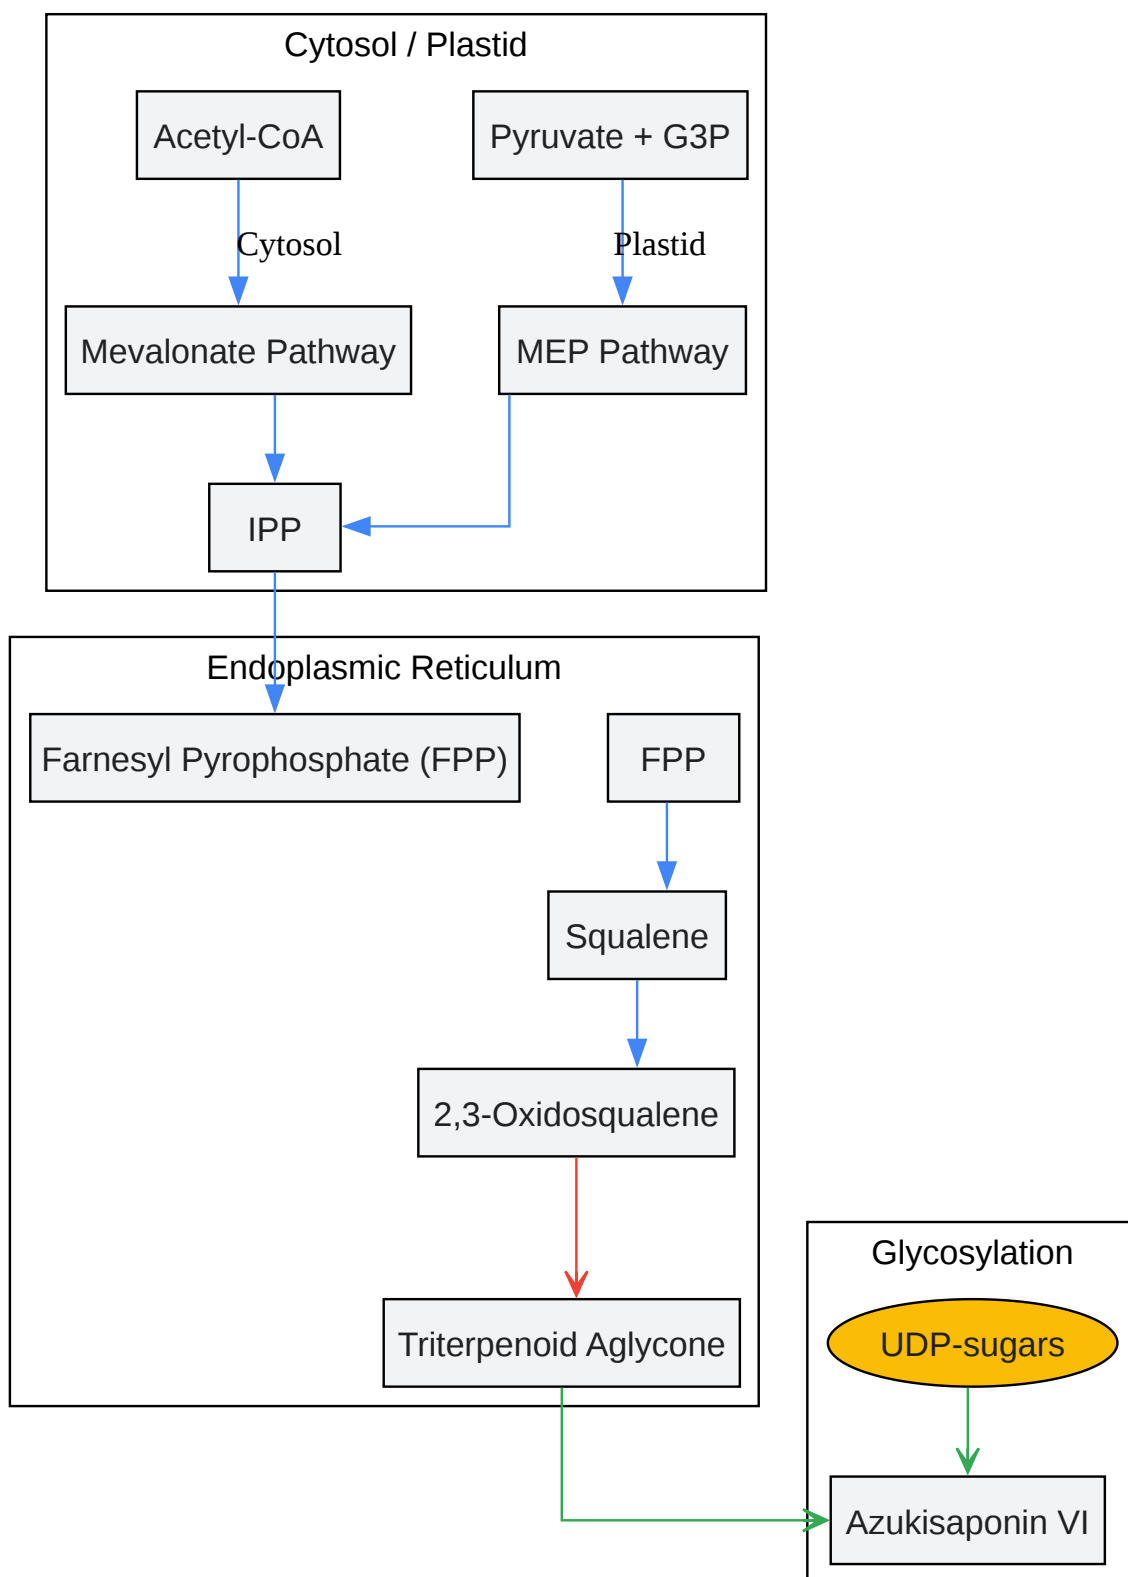 Cytosol / Plastid
Acetyl-CoA
Pyruvate + G3P
Cytosol
Plastid
Mevalonate Pathway
MEP Pathway
IPP
Endoplasmic Reticulum
Farnesyl Pyrophosphate (FPP)
FPP
Squalene
2,3-Oxidosqualene
Glycosylation
Triterpenoid Aglycone
UDP-sugars
Azukisaponin VI